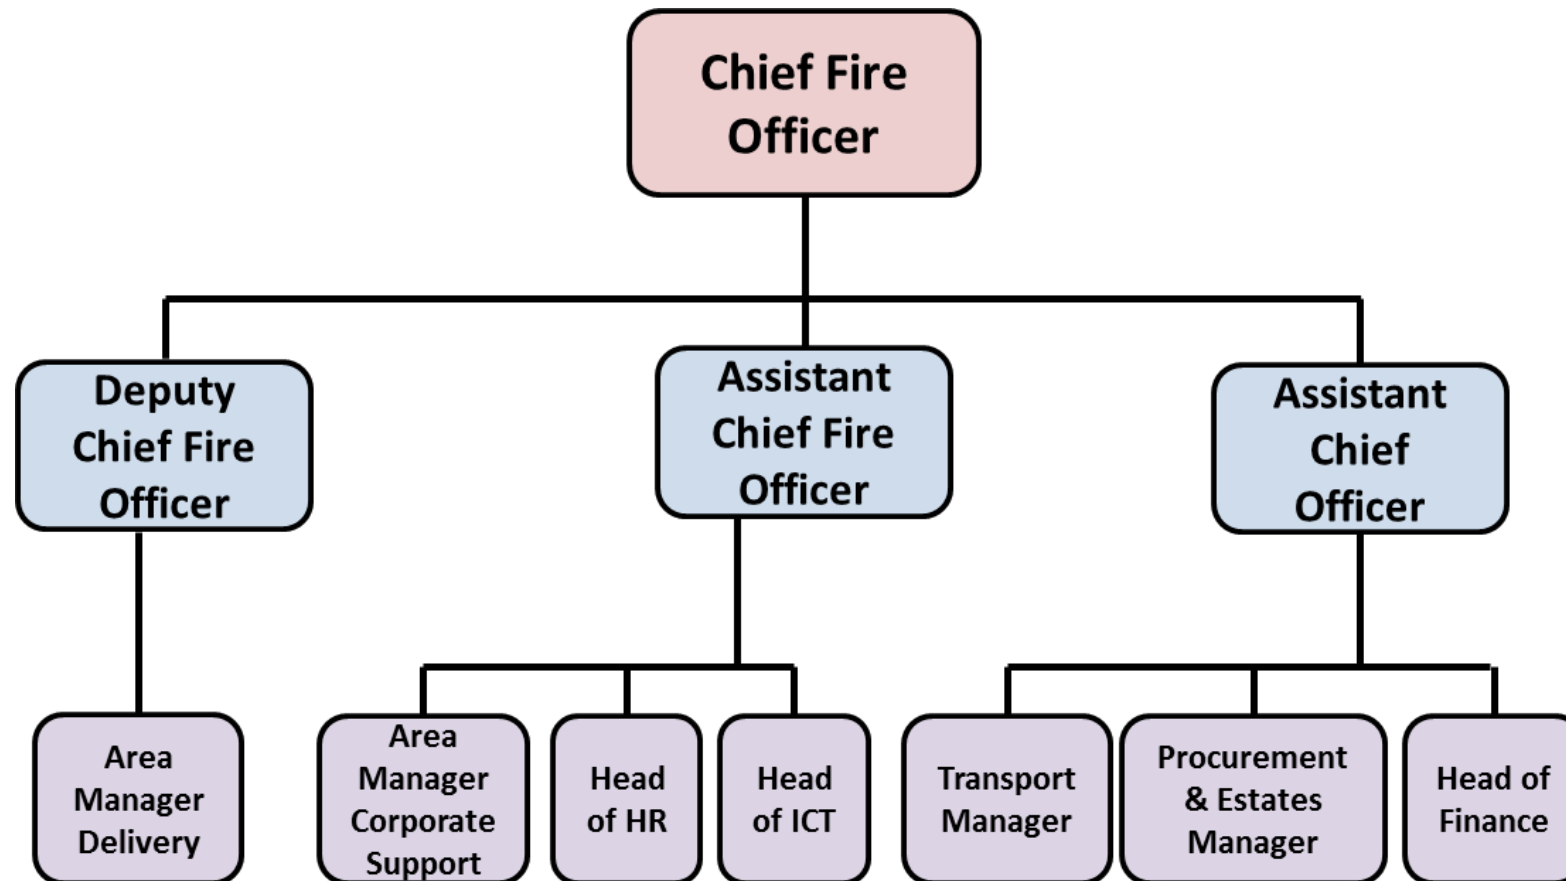 Chief Fire
Officer
Deputy
Chief Fire
Officer
Assistant
Chief Fire
Officer
Assistant
Chief
Officer
Area
Manager
Delivery
Area
Manager
Corporate
Support
Head
of HR
Head
of ICT
Transport
Manager
Procurement
& Estates
Manager
Head of
Finance